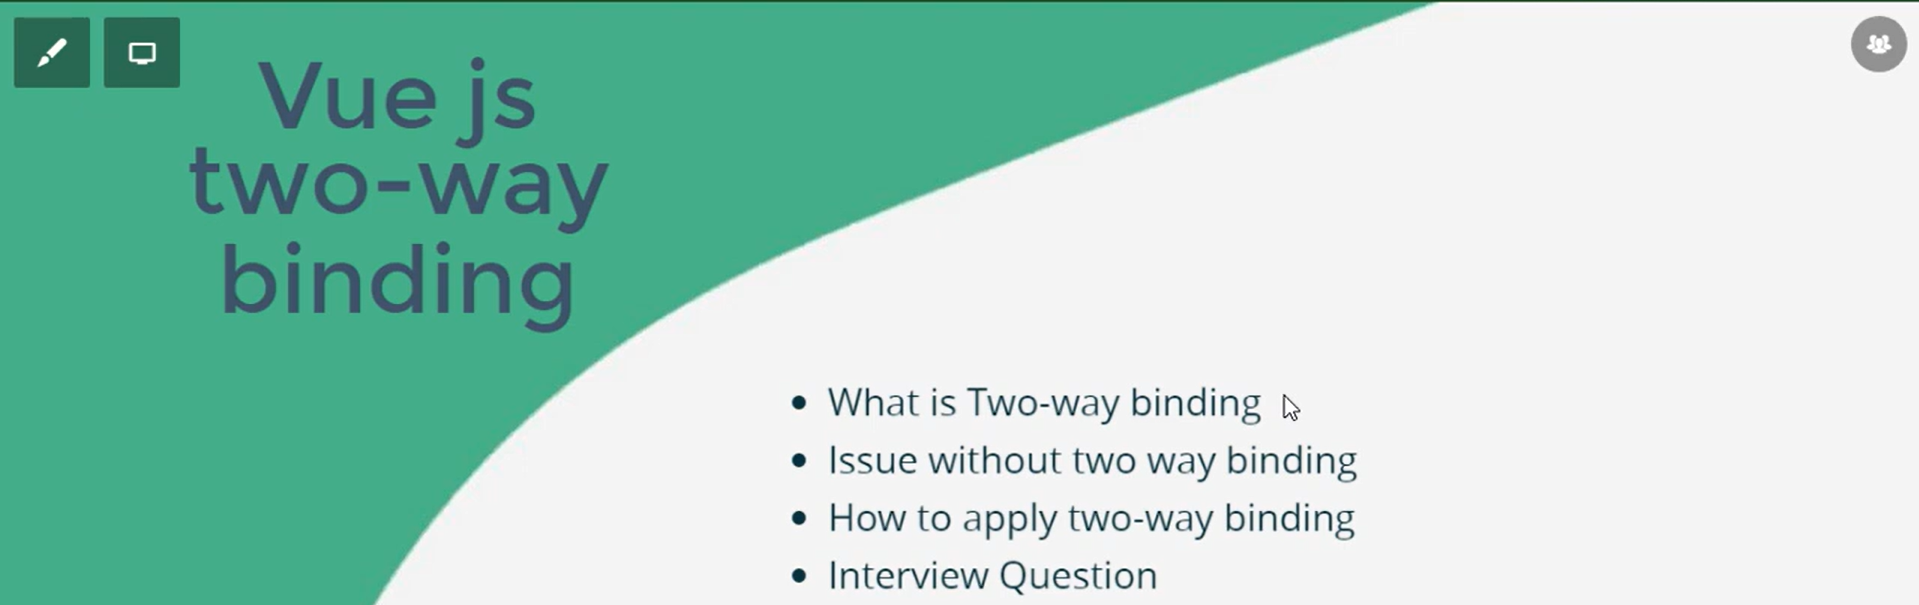 Vue js
two-way
binding
What is Two-way binding
Issue without two way binding
How to apply two-way binding
Interview Question